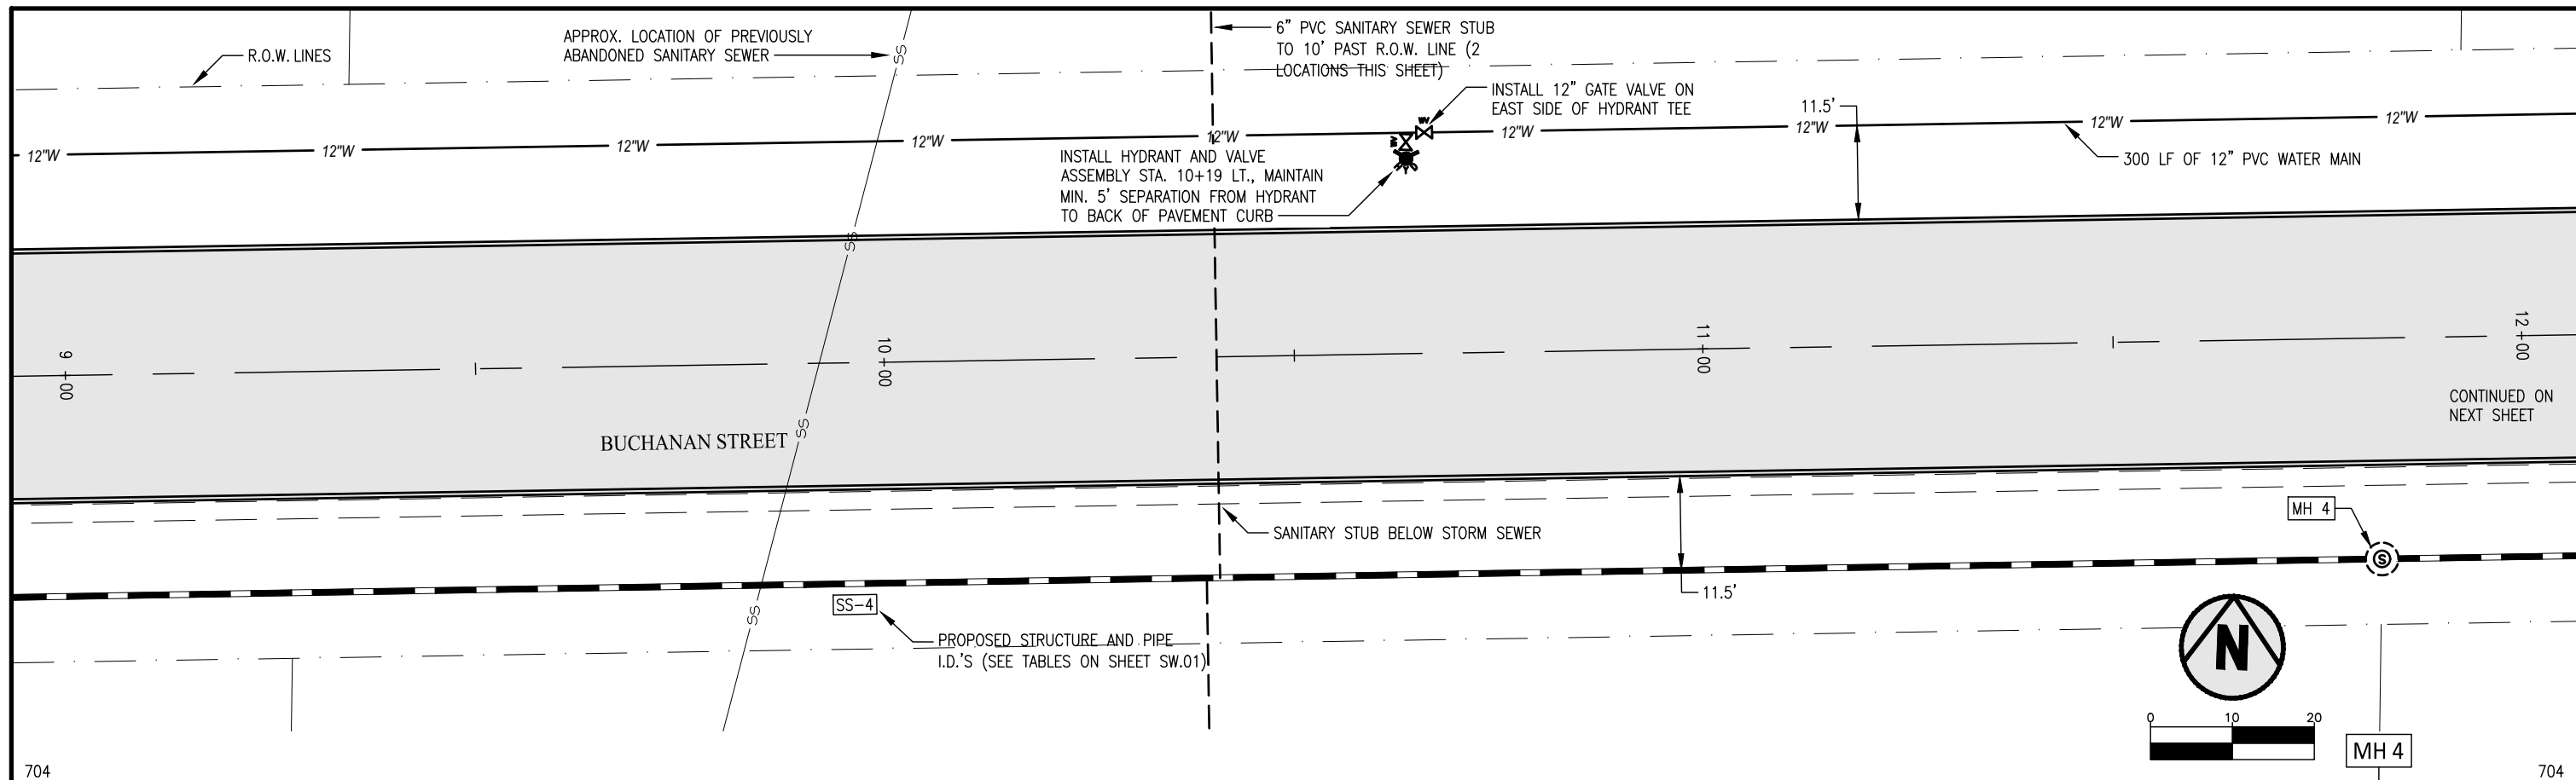 R.O.W. LINES
APPROX. LOCATION OF PREVIOUSLY
ABANDONED SANITARY SEWER
SS
6" PVC SANITARY SEWER STUB
TO 10' PAST R.O.W. LINE (2
LOCATIONS THIS SHEET)
INSTALL 12" GATE VALVE ON
EAST SIDE OF HYDRANT TEE
11.5'
12"W
12"W
12"W
12"W
12"W
12"W
12"W
12"W
12"W
WV
WV
INSTALL HYDRANT AND VALVE
ASSEMBLY STA. 10+19 LT., MAINTAIN
MIN. 5' SEPARATION FROM HYDRANT
TO BACK OF PAVEMENT CURB
300 LF OF 12" PVC WATER MAIN
SS
9+00
10+00
11+00
12+00
CONTINUED ON
NEXT SHEET
BUCHANAN STREET
SS
MH 4
SANITARY STUB BELOW STORM SEWER
S
11.5'
SS-4
SS
PROPOSED STRUCTURE AND PIPE
I.D.'S (SEE TABLES ON SHEET SW.01)
N
0 10 20
MH 4
704
704